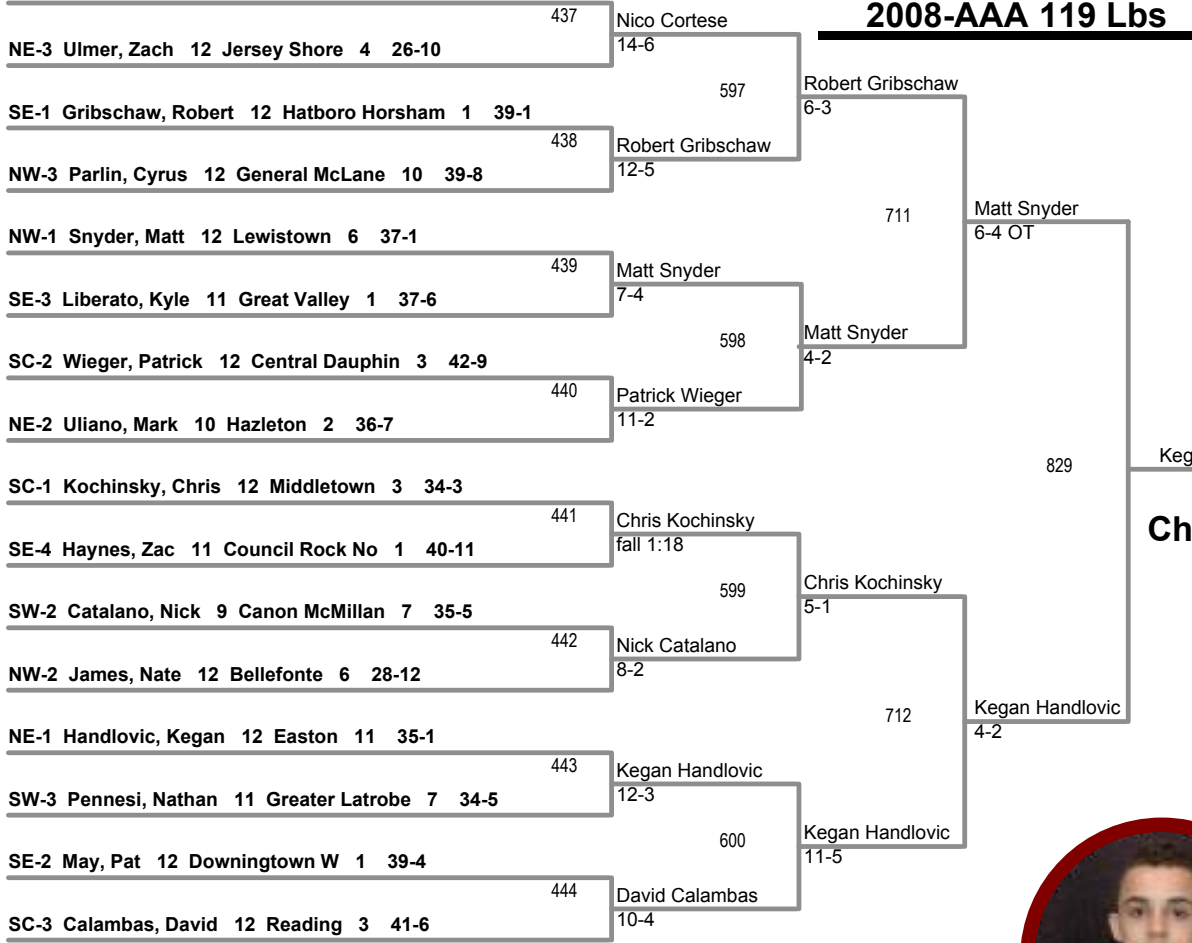 2008-AAA 119 Lbs
437
Nico Cortese
14-6
NE-3 Ulmer, Zach 12 Jersey Shore 4 26-10
597
Robert Gribschaw
6-3
SE-1 Gribschaw, Robert 12 Hatboro Horsham 1 39-1
438
Robert Gribschaw
12-5
NW-3 Parlin, Cyrus 12 General McLane 10 39-8
711
Matt Snyder
6-4 OT
NW-1 Snyder, Matt 12 Lewistown 6 37-1
439
Matt Snyder
7-4
SE-3 Liberato, Kyle 11 Great Valley 1 37-6
598
Matt Snyder
4-2
SC-2 Wieger, Patrick 12 Central Dauphin 3 42-9
440
Patrick Wieger
11-2
NE-2 Uliano, Mark 10 Hazleton 2 36-7
829
Keg
SC-1 Kochinsky, Chris 12 Middletown 3 34-3
441
Chris Kochinsky
fall 1:18
Ch
SE-4 Haynes, Zac 11 Council Rock No 1 40-11
599
Chris Kochinsky
5-1
SW-2 Catalano, Nick 9 Canon McMillan 7 35-5
442
Nick Catalano
8-2
NW-2 James, Nate 12 Bellefonte 6 28-12
712
Kegan Handlovic
4-2
NE-1 Handlovic, Kegan 12 Easton 11 35-1
443
Kegan Handlovic
12-3
SW-3 Pennesi, Nathan 11 Greater Latrobe 7 34-5
600
Kegan Handlovic
11-5
SE-2 May, Pat 12 Downingtown W 1 39-4
444
David Calambas
10-4
SC-3 Calambas, David 12 Reading 3 41-6